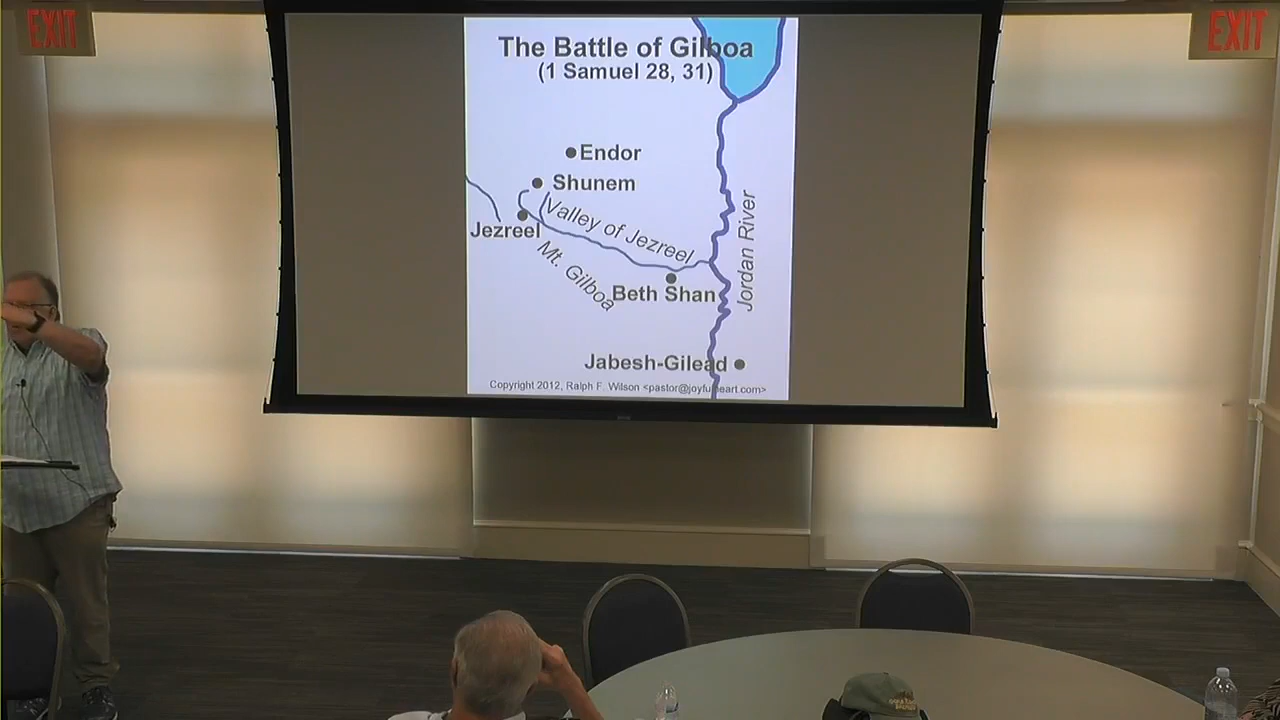 EXIT
EXIT
The Battle of Gilboa
(1 Samuel 28, 31)
Endor
Shunem
Valley of Jezreel
Jezreel
Mt. Gilboa
Beth Shan
Jordan River
Jabesh-Gilead
Copyright 2012, Ralph F. Wilson <pastor@joyfulheart.com>